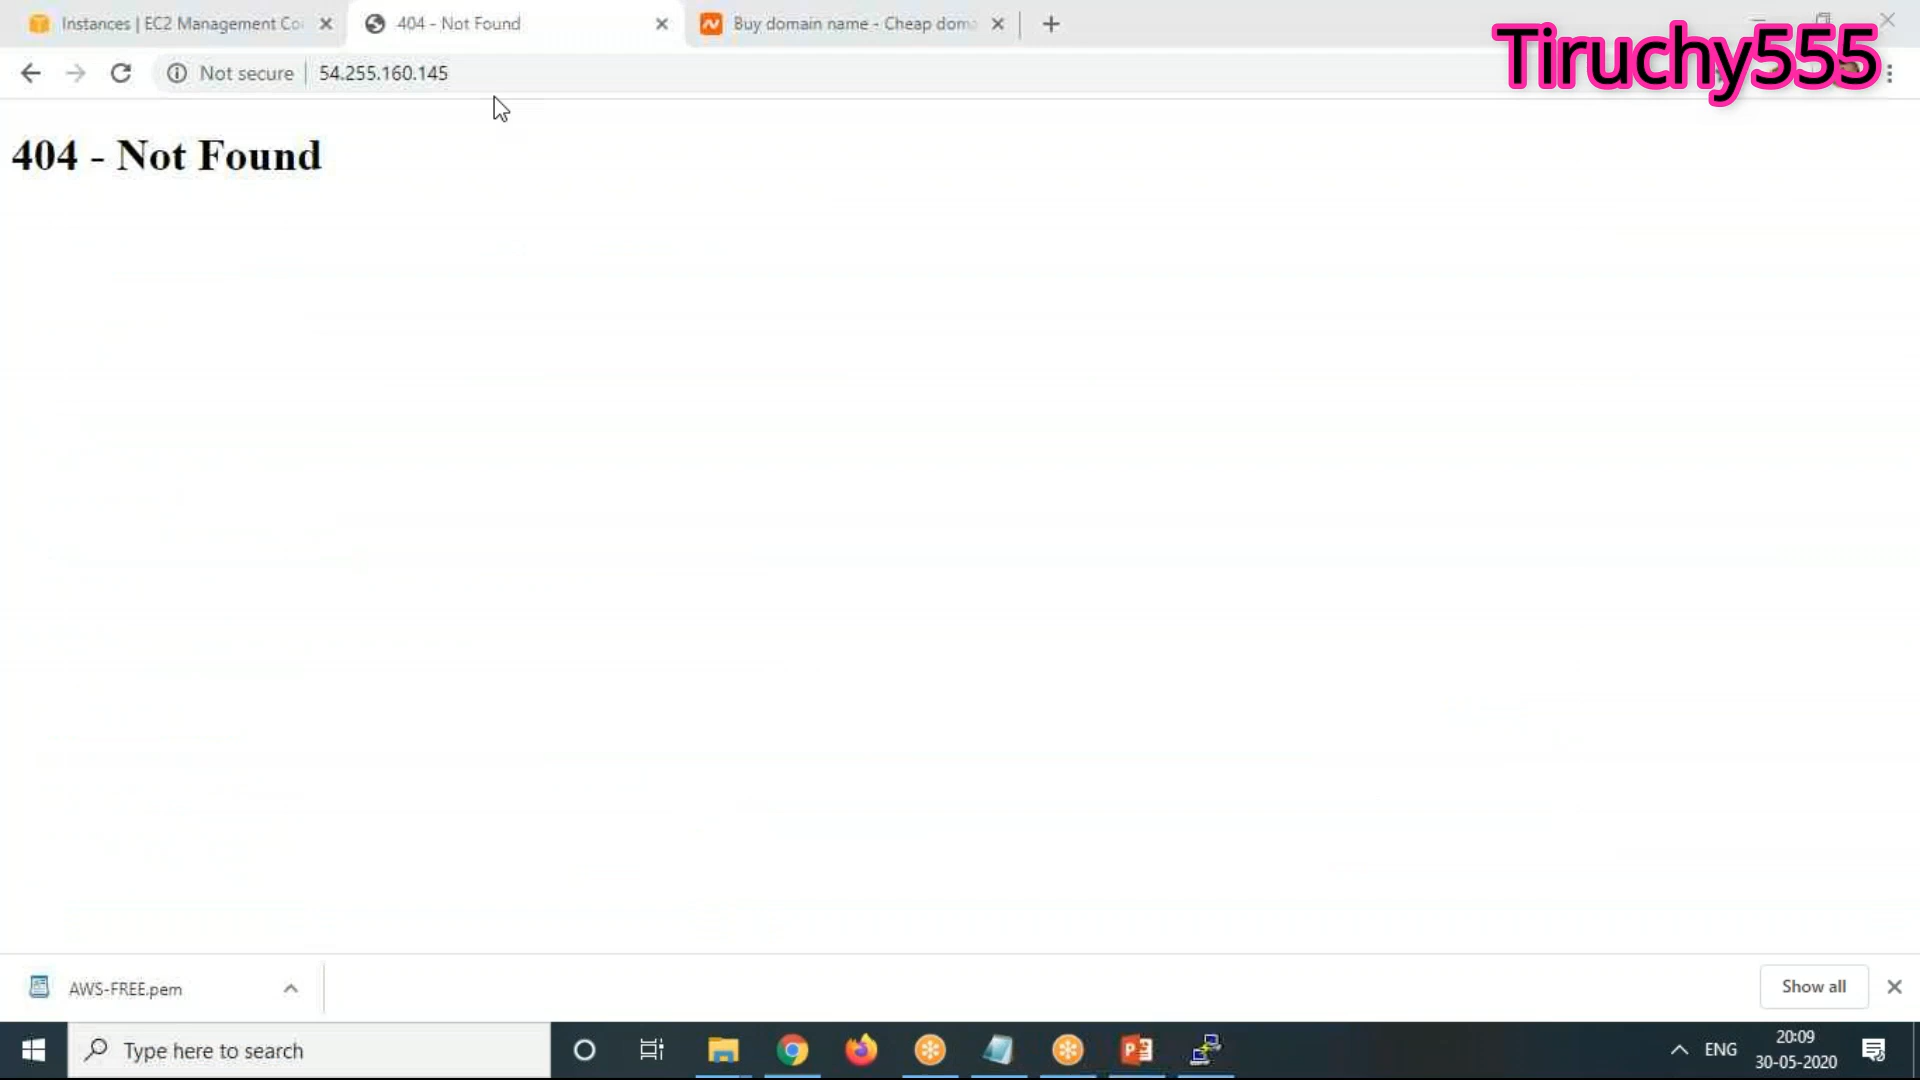 Instances | EC2 Management Co
404 - Not Found
Buy domain name - Cheap dom
Tiruchy555
Not secure
54.255.160.145
404 - Not Found
AWS-FREE.pem
Show all
Type here to search
ENG
20:09
30-05-2020